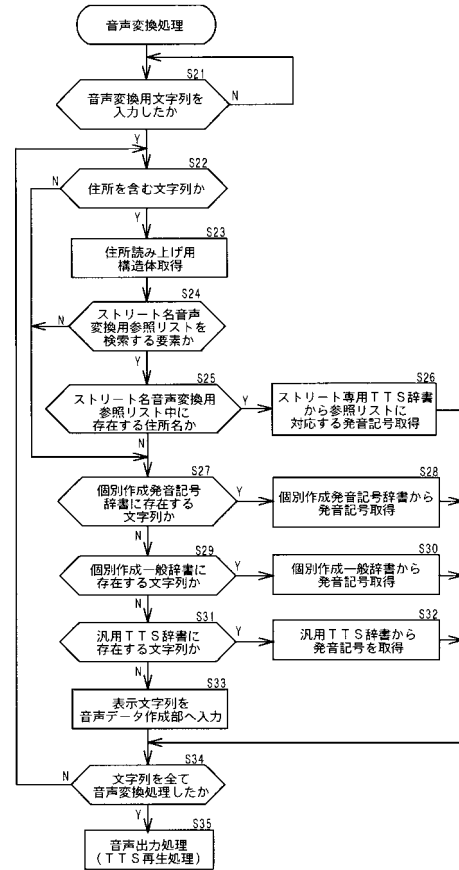 音声変換処理
S21
音声変換用文字列を
入力したか
N
Y
S22
住所を含む文字列か
N
Y
S23
住所読み上げ用
構造体取得
S24
ストリート名音声
変換用参照リストを
検索する要素か
N
Y
S25
ストリート名音声変換用
参照リスト中に
存在する住所名か
Y
N
S26
ストリート専用TTS辞書
から参照リストに
対応する発音記号取得
S27
個別作成発音記号
辞書に存在する
文字列か
Y
N
S28
個別作成発音記号辞書から
発音記号取得
S29
個別作成一般辞書に
存在する文字列か
Y
N
S30
個別作成一般辞書から
発音記号取得
S31
汎用TTS辞書に
存在する文字列か
Y
N
S32
汎用TTS辞書から
発音記号を取得
S33
表示文字列を
音声データ作成部へ入力
S34
文字列を全て
音声変換処理したか
N
Y
S35
音声出力処理
(TTS再生処理)